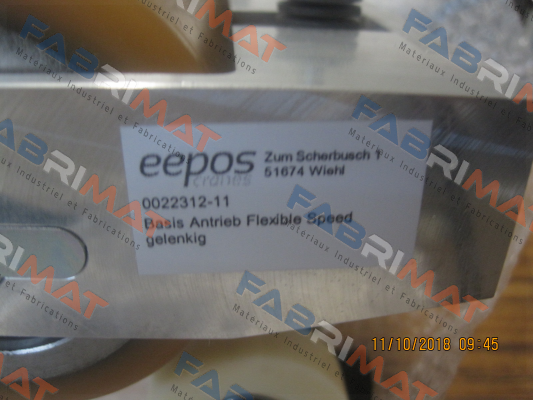 eepos
cranes
Zum Scherbusch 1
51674 Wiehl
0022312-11
Basis Antrieb Flexible Speed
gelenkig
11/10/2018 09:45
FABRIMAT
Materiaux Industriel et Fabrications